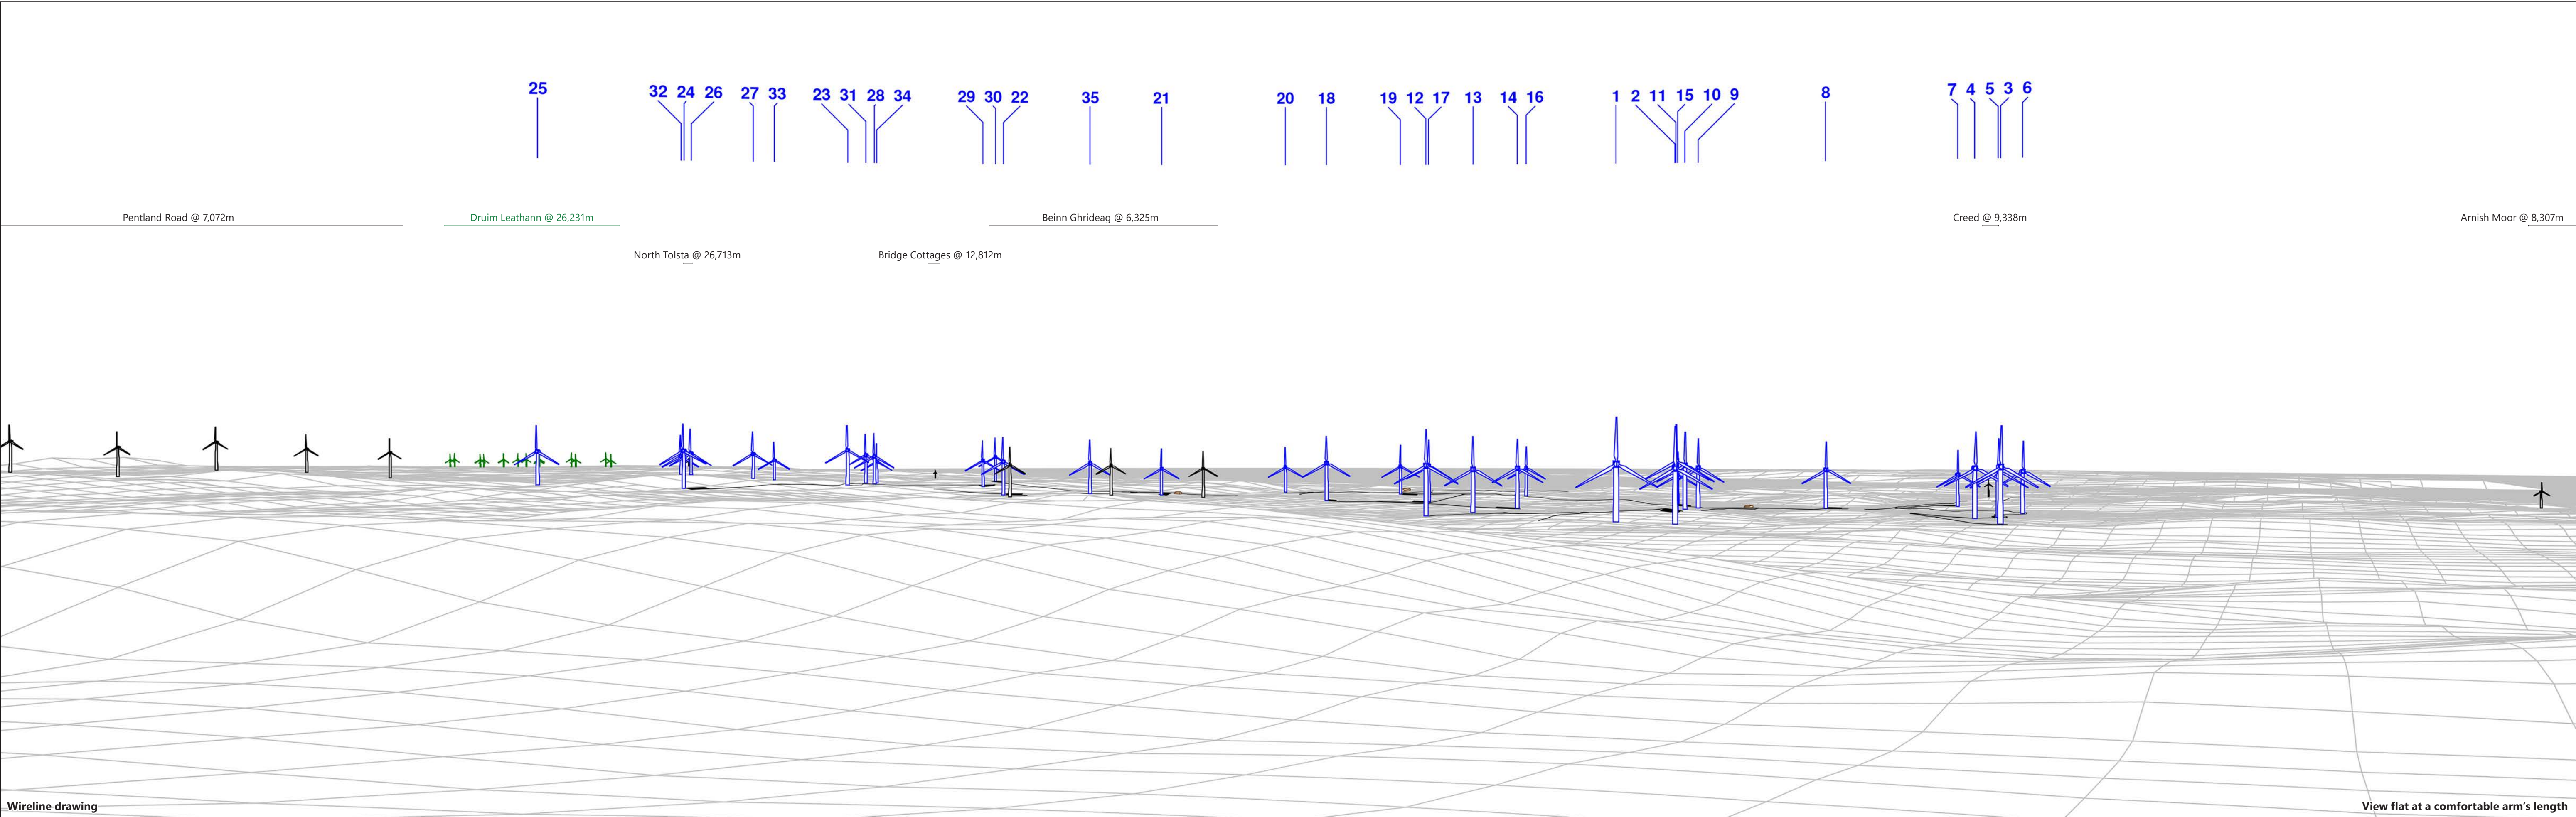 25
32 24 26 27 33 23 31 28 34 29 30 22 35 21 20 18 19 12 17 13 14 16 1 2 11 15 10 9 8 7 4 5 3 6
Pentland Road @ 7,072m
Druim Leathann @ 26,231m
Beinn Ghrideag @ 6,325m
Creed @ 9,338m
Arnish Moor @ 8,307m
North Tolsta @ 26,713m
Bridge Cottages @ 12,812m
Wireline drawing
View flat at a comfortable arm’s length